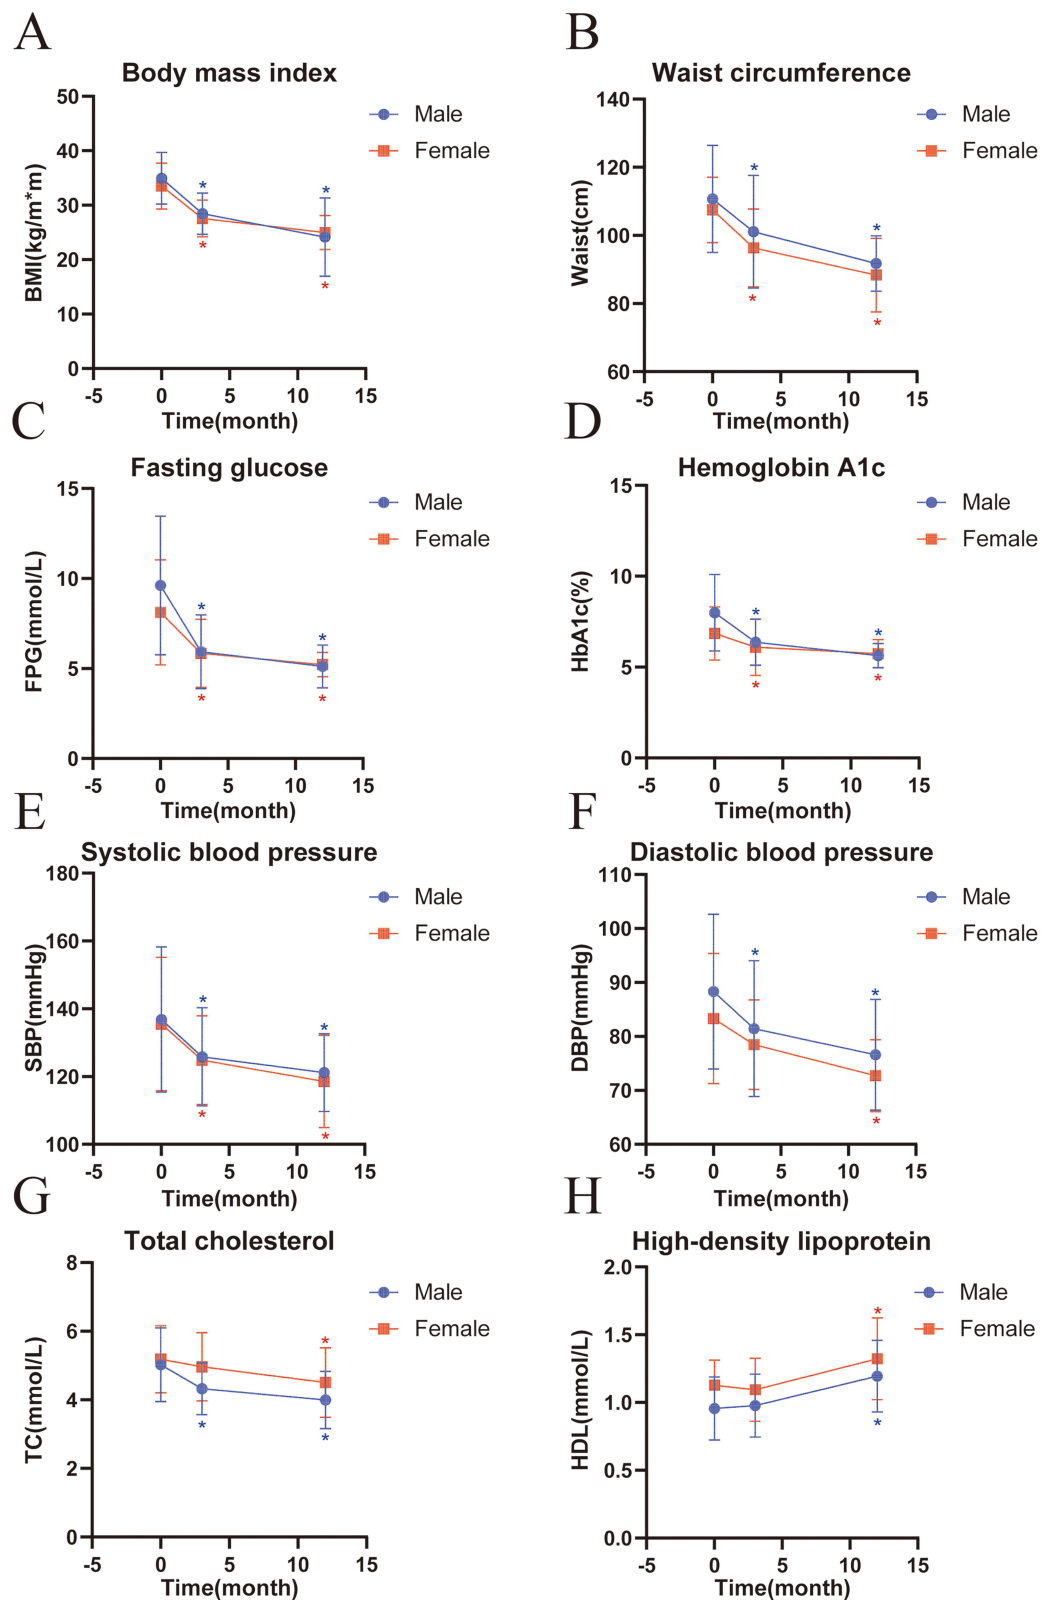 A
B
Body mass index
Waist circumference
50
40
30
20
10
0
BMI(kg/m*m)
Male
Female
*
*
*
*
-5
0
5
10
15
Time(month)
140
120
100
80
60
Waist(cm)
Male
Female
*
*
*
*
-5
0
5
10
15
Time(month)
C
D
Fasting glucose
Hemoglobin A1c
15
10
5
0
FPG(mmol/L)
Male
Female
*
*
*
*
-5
0
5
10
15
Time(month)
15
10
5
0
HbA1c(%)
Male
Female
*
*
*
*
-5
0
5
10
15
Time(month)
E
F
Systolic blood pressure
Diastolic blood pressure
180
160
140
120
100
SBP(mmHg)
Male
Female
*
*
*
*
-5
0
5
10
15
Time(month)
110
100
90
80
70
60
DBP(mmHg)
Male
Female
*
*
*
-5
0
5
10
15
Time(month)
G
H
Total cholesterol
High-density lipoprotein
8
6
4
2
0
TC(mmol/L)
Male
Female
*
*
*
-5
0
5
10
15
Time(month)
2.0
1.5
1.0
0.5
0.0
HDL(mmol/L)
Male
Female
*
*
-5
0
5
10
15
Time(month)